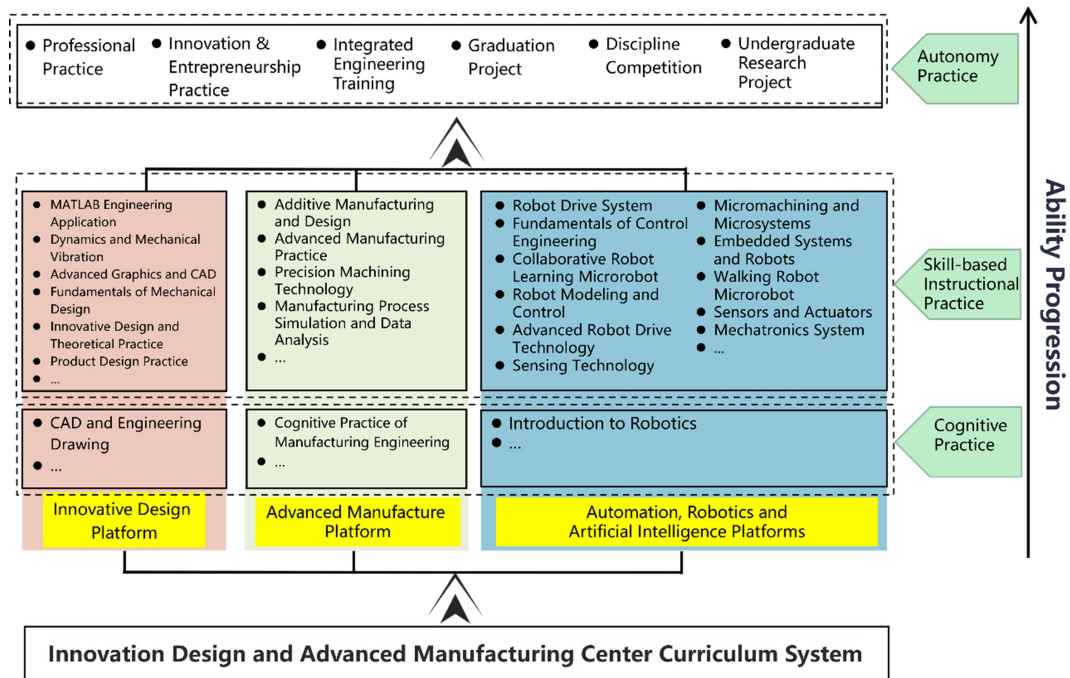 ● Professional
Practice
● Innovation &
Entrepreneurship
Practice
● Integrated
Engineering
Training
● Graduation
Project
● Discipline
Competition
● Undergraduate
Research
Project
Autonomy
Practice
● MATLAB Engineering
Application
● Dynamics and Mechanical
Vibration
● Advanced Graphics and CAD
● Fundamentals of Mechanical
Design
● Innovative Design and
Theoretical Practice
● Product Design Practice
● ...
● Additive Manufacturing
and Design
● Advanced Manufacturing
Practice
● Precision Machining
Technology
● Manufacturing Process
Simulation and Data
Analysis
● ...
● Robot Drive System
● Fundamentals of Control
Engineering
● Collaborative Robot
Learning Microrobot
● Robot Modeling and
Control
● Advanced Robot Drive
Technology
● Sensing Technology
● Micromachining and
Microsystems
● Embedded Systems
and Robots
● Walking Robot
Microrobot
● Sensors and Actuators
● Mechatronics System
● ...
Skill-based
Instructional
Practice
● CAD and Engineering
Drawing
● ...
● Cognitive Practice of
Manufacturing Engineering
● ...
● Introduction to Robotics
● ...
Cognitive
Practice
Innovative Design
Platform
Advanced Manufacture
Platform
Automation, Robotics and
Artificial Intelligence Platforms
Ability Progression
Innovation Design and Advanced Manufacturing Center Curriculum System